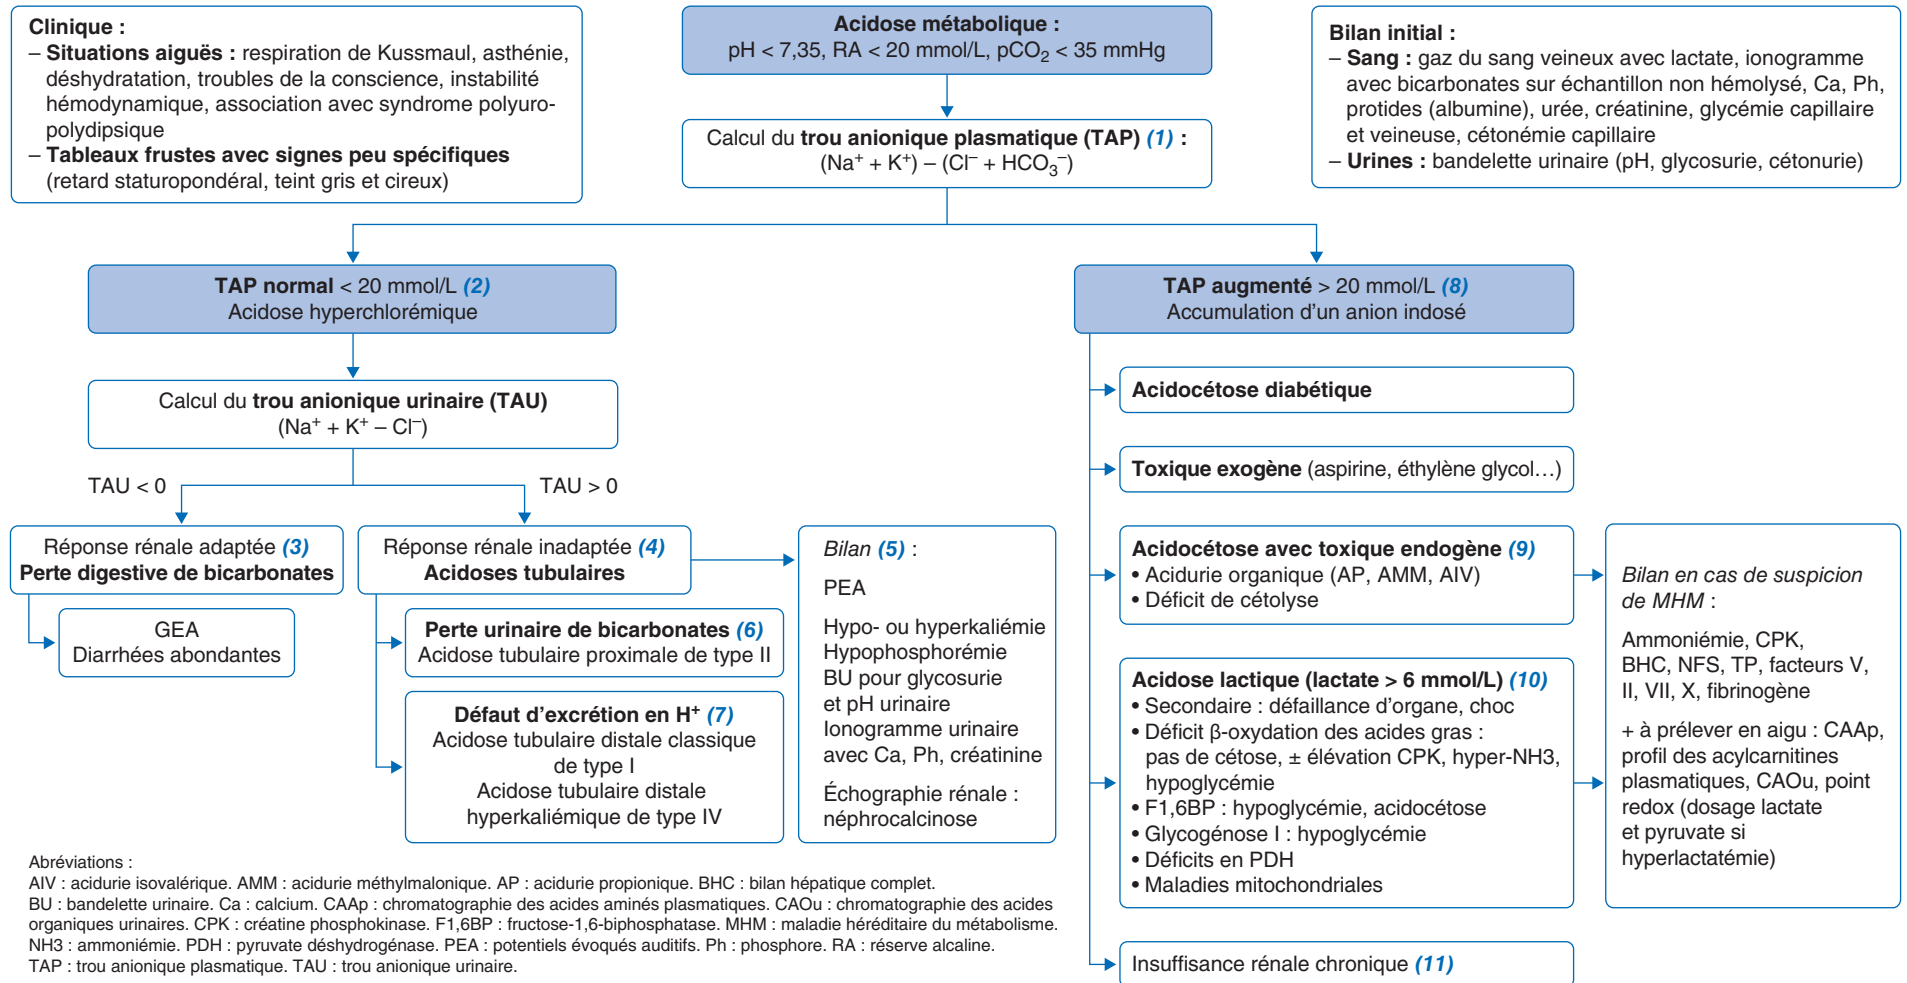 Clinique :
– Situations aiguës : respiration de Kussmaul, asthénie,
déshydratation, troubles de la conscience, instabilité
hémodynamique, association avec syndrome polyuro-
polydipsique
– Tableaux frustes avec signes peu spécifiques
(retard staturopondéral, teint gris et cireux)
Acidose métabolique :
pH < 7,35, RA < 20 mmol/L, pCO₂ < 35 mmHg
Calcul du trou anionique plasmatique (TAP) (1) :
(Na⁺ + K⁺) – (Cl⁻ + HCO₃⁻)
Bilan initial :
– Sang : gaz du sang veineux avec lactate, ionogramme
avec bicarbonates sur échantillon non hémolysé, Ca, Ph,
protides (albumine), urée, créatinine, glycémie capillaire
et veineuse, cétonémie capillaire
– Urines : bandelette urinaire (pH, glycosurie, cétonurie)
TAP normal < 20 mmol/L (2)
Acidose hyperchlorémique
Calcul du trou anionique urinaire (TAU)
(Na⁺ + K⁺ – Cl⁻)
TAU < 0
TAU > 0
Réponse rénale adaptée (3)
Perte digestive de bicarbonates
GEA
Diarrhées abondantes
Réponse rénale inadaptée (4)
Acidoses tubulaires
Perte urinaire de bicarbonates (6)
Acidose tubulaire proximale de type II
Défaut d'excrétion en H⁺ (7)
Acidose tubulaire distale classique
de type I
Acidose tubulaire distale
hyperkaliémique de type IV
Bilan (5) :
PEA
Hypo- ou hyperkaliémie
Hypophosphorémie
BU pour glycosurie
et pH urinaire
Ionogramme urinaire
avec Ca, Ph, créatinine
Échographie rénale :
néphrocalcinose
TAP augmenté > 20 mmol/L (8)
Accumulation d'un anion indosé
Acidocétose diabétique
Toxique exogène (aspirine, éthylène glycol…)
Acidocétose avec toxique endogène (9)
• Acidurie organique (AP, AMM, AIV)
• Déficit de cétolyse
Acidose lactique (lactate > 6 mmol/L) (10)
• Secondaire : défaillance d'organe, choc
• Déficit β-oxydation des acides gras :
pas de cétose, ± élévation CPK, hyper-NH3,
hypoglycémie
• F1,6BP : hypoglycémie, acidocétose
• Glycogénose I : hypoglycémie
• Déficits en PDH
• Maladies mitochondriales
Insuffisance rénale chronique (11)
Bilan en cas de suspicion
de MHM :
Ammoniémie, CPK,
BHC, NFS, TP, facteurs V,
II, VII, X, fibrinogène
+ à prélever en aigu : CAAp,
profil des acylcarnitines
plasmatiques, CAOu, point
redox (dosage lactate
et pyruvate si
hyperlactatémie)
Abréviations :
AIV : acidurie isovalérique. AMM : acidurie méthylmalonique. AP : acidurie propionique. BHC : bilan hépatique complet.
BU : bandelette urinaire. Ca : calcium. CAAp : chromatographie des acides aminés plasmatiques. CAOu : chromatographie des acides
organiques urinaires. CPK : créatine phosphokinase. F1,6BP : fructose-1,6-biphosphatase. MHM : maladie héréditaire du métabolisme.
NH3 : ammoniémie. PDH : pyruvate déshydrogénase. PEA : potentiels évoqués auditifs. Ph : phosphore. RA : réserve alcaline.
TAP : trou anionique plasmatique. TAU : trou anionique urinaire.